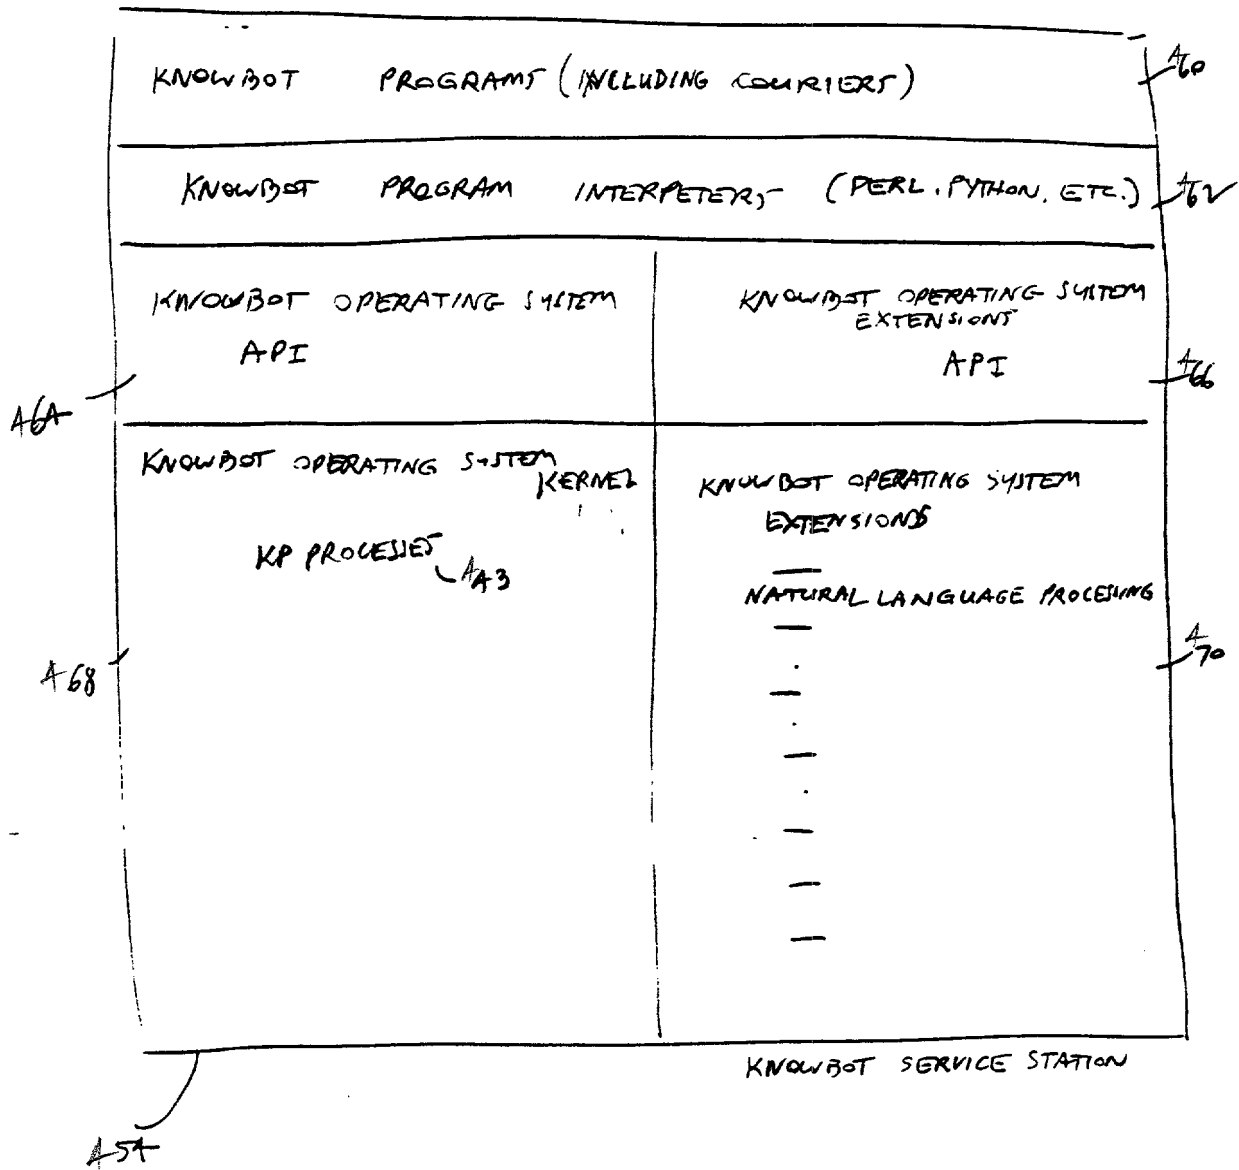 KNOWBOT PROGRAMS (INCLUDING COURIERS)
A60
KNOWBOT PROGRAM INTERPETERS (PERL, PYTHON, ETC.)
A62
KNOWBOT OPERATING SYSTEM
API
A64
KNOWBOT OPERATING SYSTEM
EXTENSIONS
API
A66
KNOWBOT OPERATING SYSTEM
KERNEL
KP PROCESSES
A43
A68
KNOWBOT OPERATING SYSTEM
EXTENSIONS
NATURAL LANGUAGE PROCESSING
A70
KNOWBOT SERVICE STATION
A54